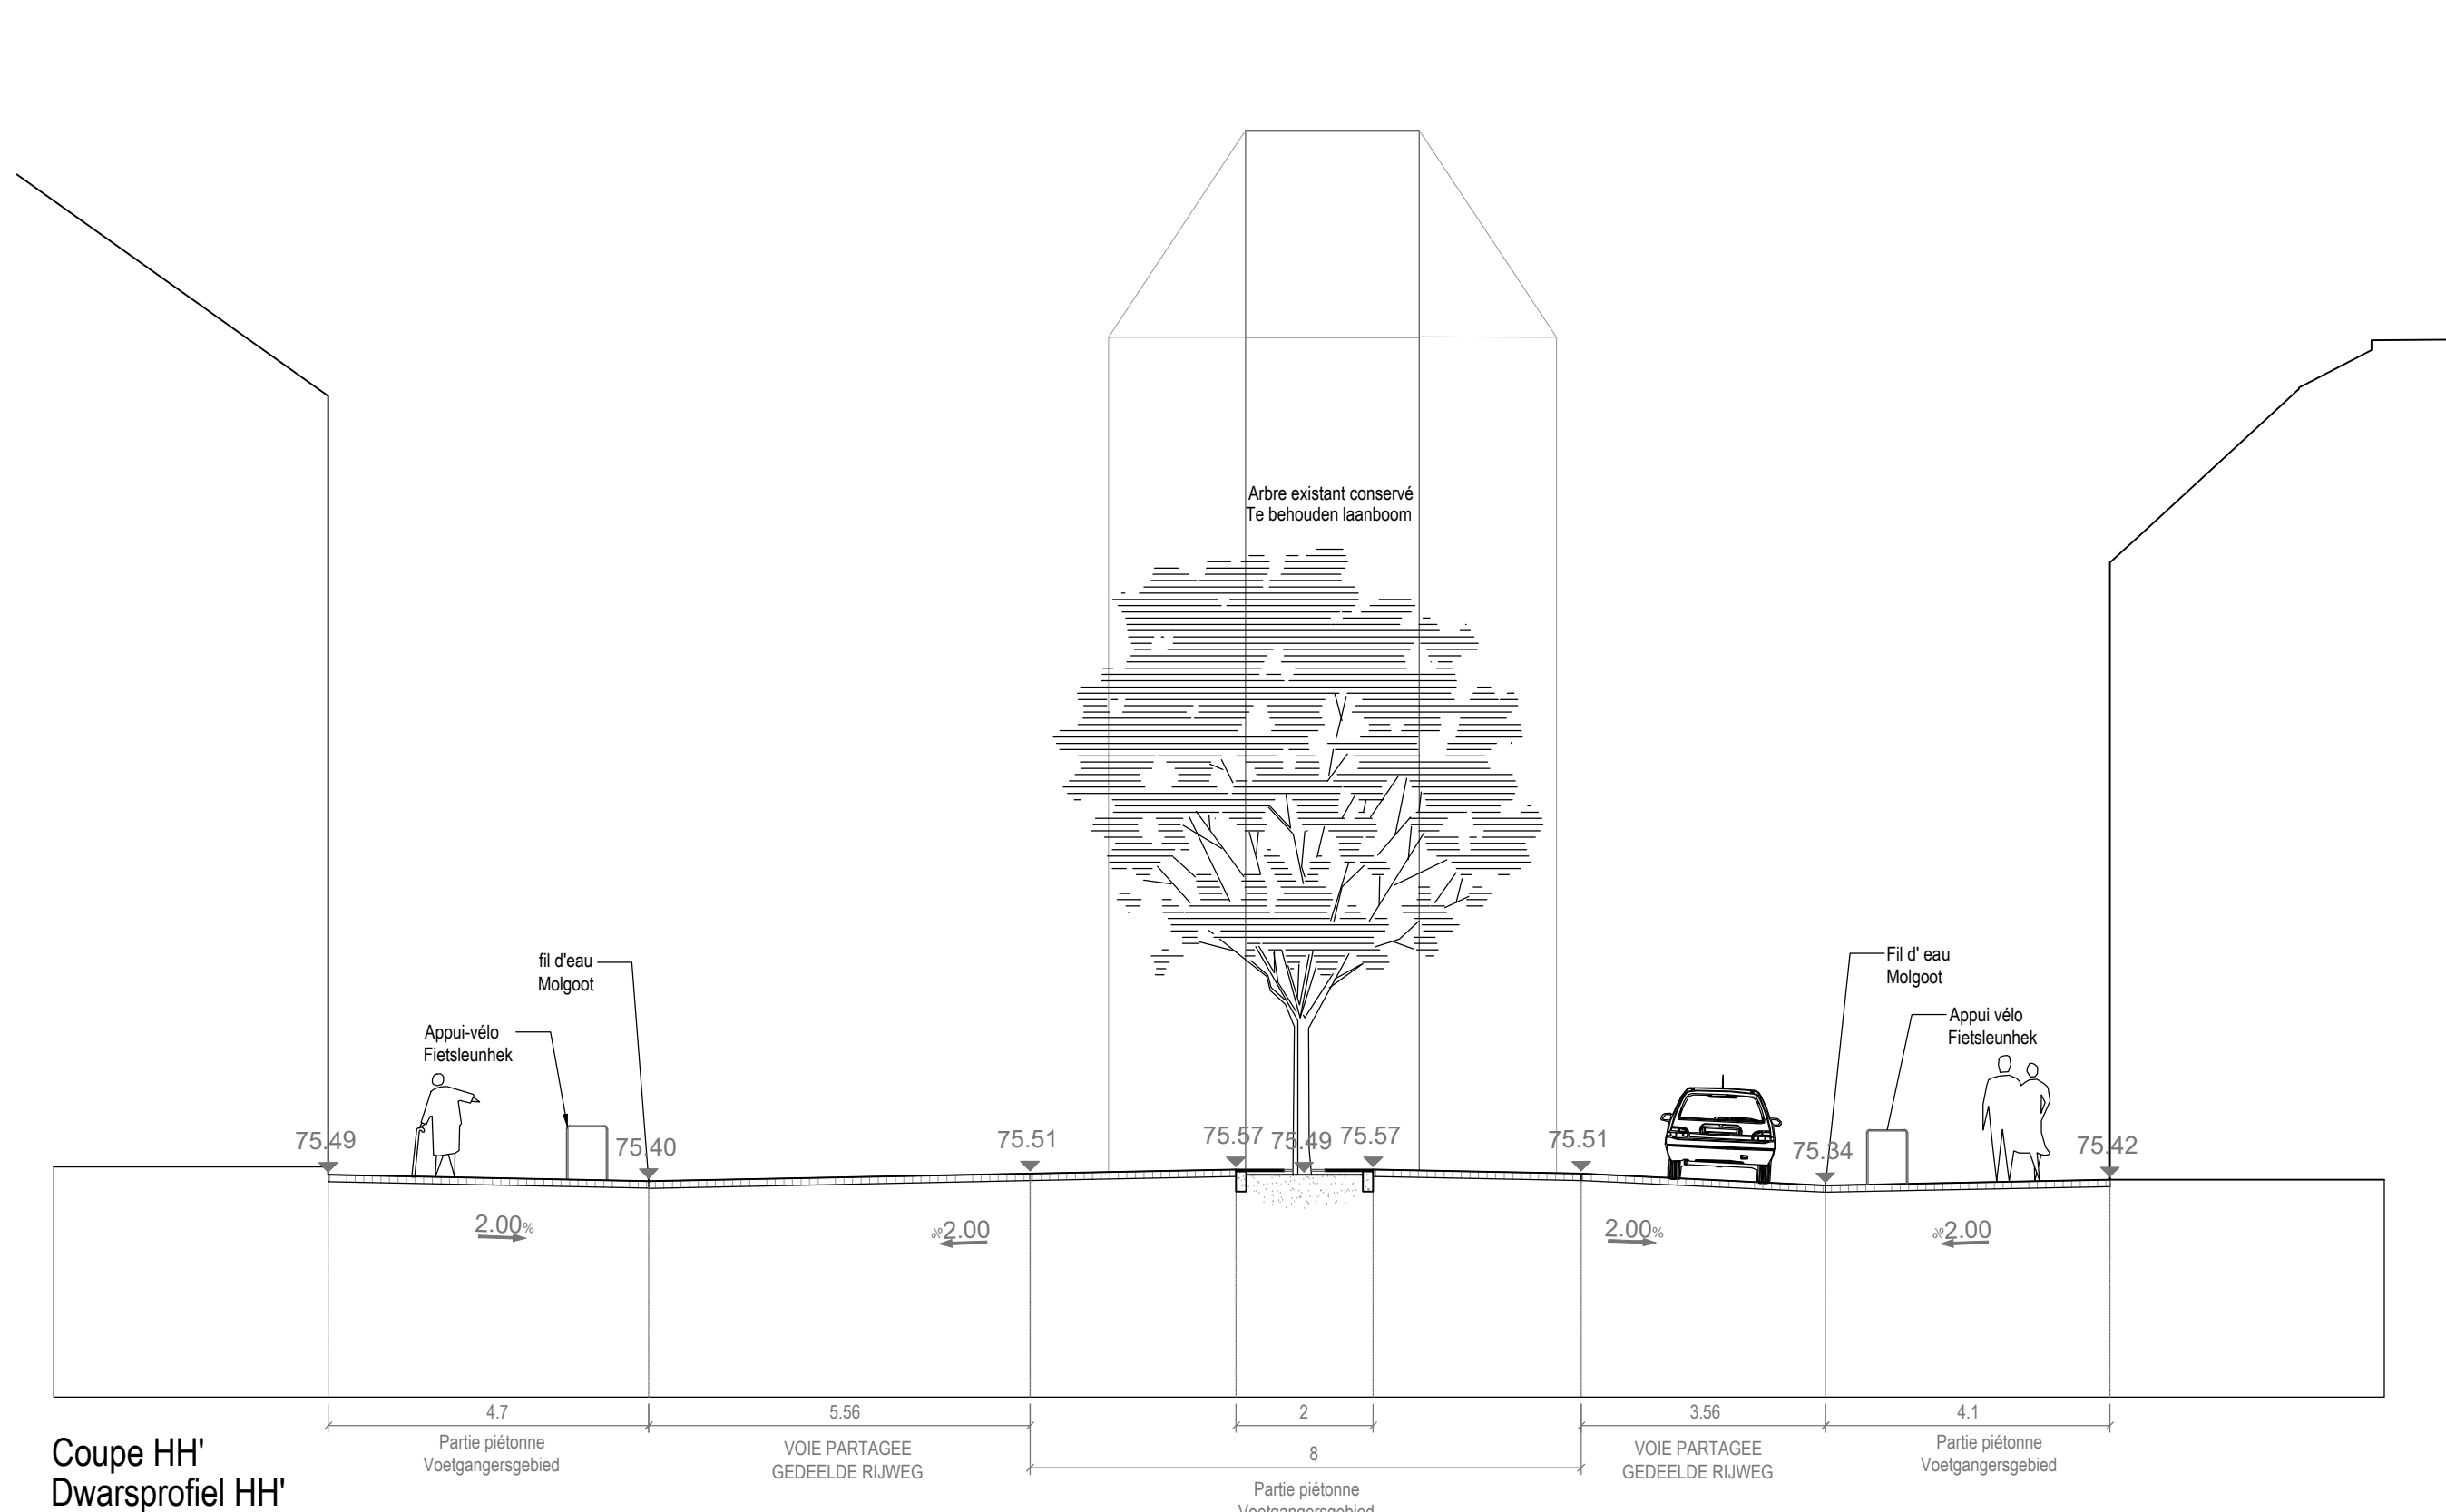 Arbre existant conservé
Te behouden laanboom
fil d'eau
Molgoot
Fil d' eau
Molgoot
Appui-vélo
Fietsleunhek
Appui vélo
Fietsleunhek
75.49
75.40
75.51
75.57
75.49
75.57
75.51
75.34
75.42
2.00%
%2.00
2.00%
%2.00
4.7
5.56
2
3.56
4.1
Partie piétonne
Voetgangersgebied
VOIE PARTAGEE
GEDEELDE RIJWEG
8
VOIE PARTAGEE
GEDEELDE RIJWEG
Partie piétonne
Voetgangersgebied
Partie piétonne
Voetgangersgebied
Coupe HH'
Dwarsprofiel HH'